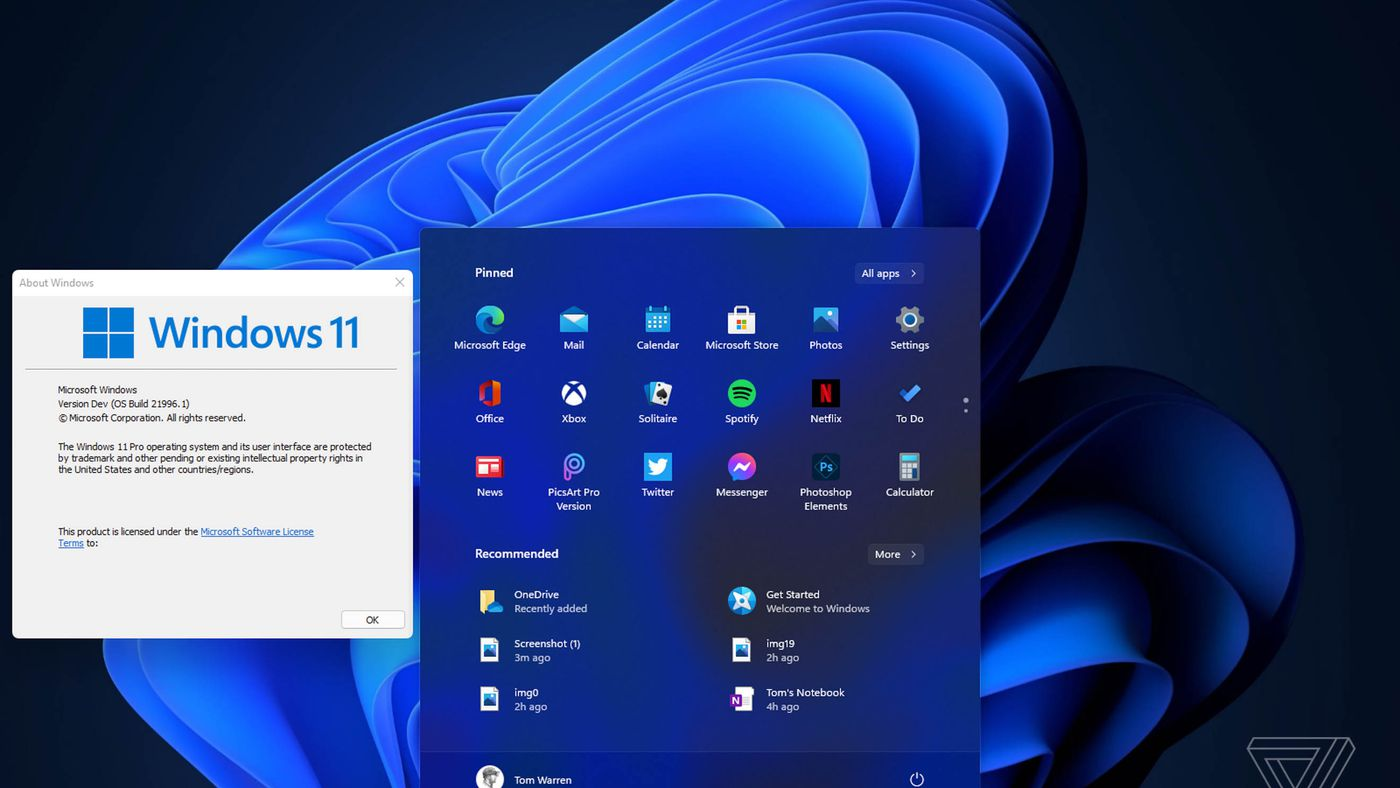 About Windows
Windows 11
Microsoft Windows
Version Dev (OS Build 21996.1)
© Microsoft Corporation. All rights reserved.
The Windows 11 Pro operating system and its user interface are protected
by trademark and other pending or existing intellectual property rights in
the United States and other countries/regions.
This product is licensed under the Microsoft Software License
Terms to:
OK
Pinned
All apps
Microsoft Edge
Mail
Calendar
Microsoft Store
Photos
Settings
Office
Xbox
Solitaire
Spotify
Netflix
To Do
News
PicsArt Pro
Version
Twitter
Messenger
Ps
Photoshop
Elements
Calculator
Recommended
More
OneDrive
Recently added
Get Started
Welcome to Windows
Screenshot (1)
3m ago
img19
2h ago
img0
2h ago
N
Tom's Notebook
4h ago
Tom Warren